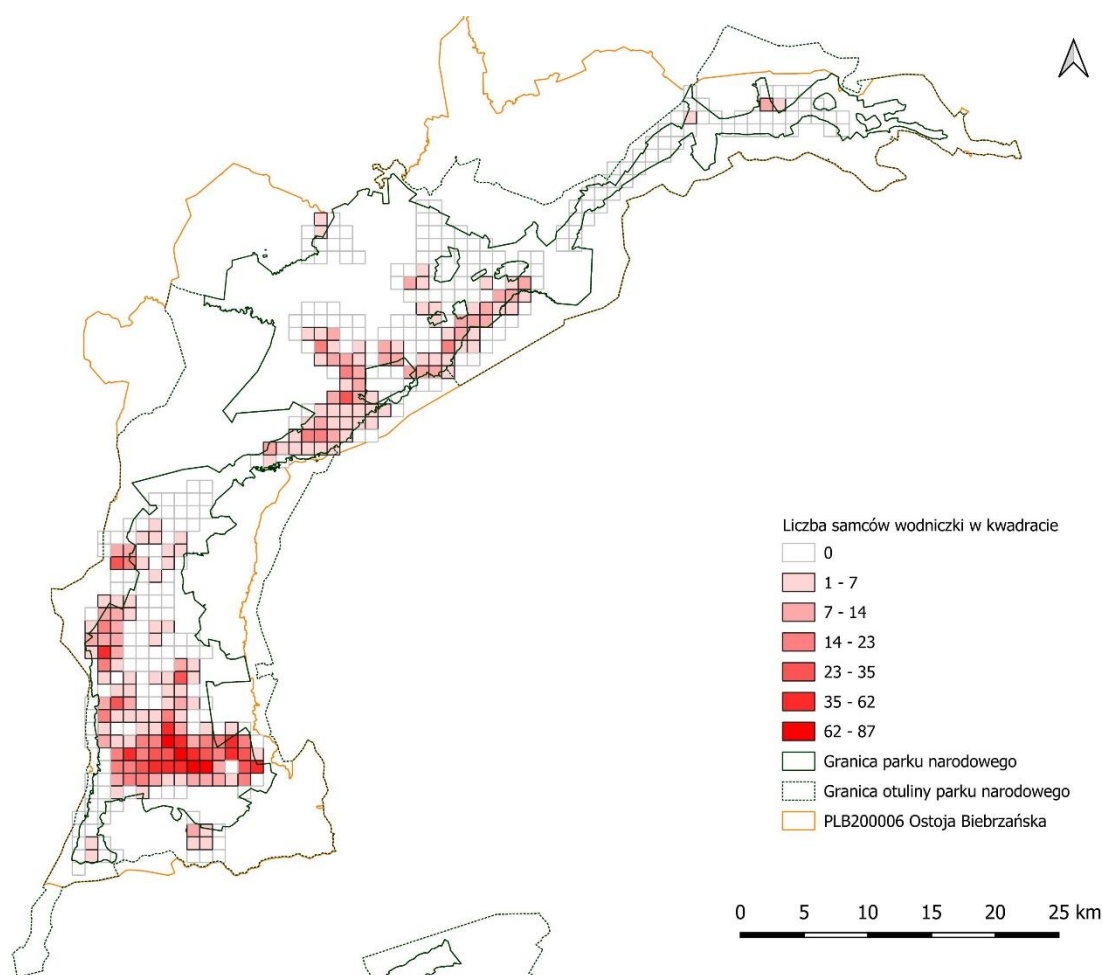 Liczba samców wodniczki w kwadracie
0
1 - 7
7 - 14
14 - 23
23 - 35
35 - 62
62 - 87
Granica parku narodowego
Granica otuliny parku narodowego
PLB200006 Ostoja Biebrzańska
0 5 10 15 20 25 km